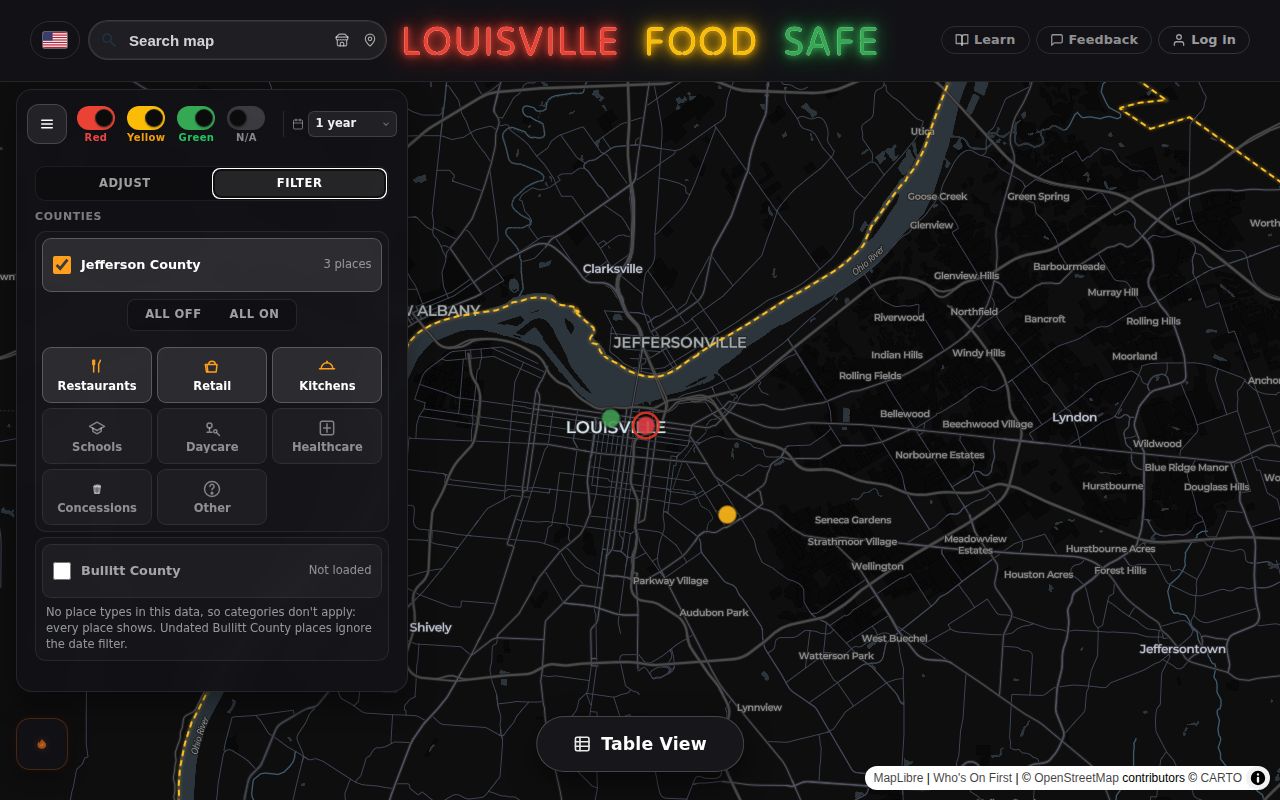 Search map
LOUISVILLE FOOD SAFE
Learn
Feedback
Log In
Red
Yellow
Green
N/A
1 year
ADJUST
FILTER
COUNTIES
Jefferson County
3 places
ALL OFF
ALL ON
Restaurants
Retail
Kitchens
Schools
Daycare
Healthcare
Concessions
Other
Bullitt County
Not loaded
No place types in this data, so categories don't apply:
every place shows. Undated Bullitt County places ignore
the date filter.
Utica
Goose Creek
Green Spring
Glenview
Worth
Ohio River
Clarksville
Glenview Hills
Barbourmeade
Murray Hill
ALBANY
Riverwood
Northfield
Bancroft
Rolling Hills
JEFFERSONVILLE
Indian Hills
Windy Hills
Moorland
Rolling Fields
Anchor
LOUISVILLE
Bellewood
Beechwood Village
Lyndon
Wildwood
Norbourne Estates
Blue Ridge Manor
Hurstbourne
Douglass Hills
Seneca Gardens
Strathmoor Village
Meadowview
Estates
Hurstbourne Acres
Wellington
Houston Acres
Forest Hills
Parkway Village
Audubon Park
Shively
West Buechel
Watterson Park
Jeffersontown
Lynnview
Ohio River
Table View
MapLibre | Who's On First | © OpenStreetMap contributors © CARTO